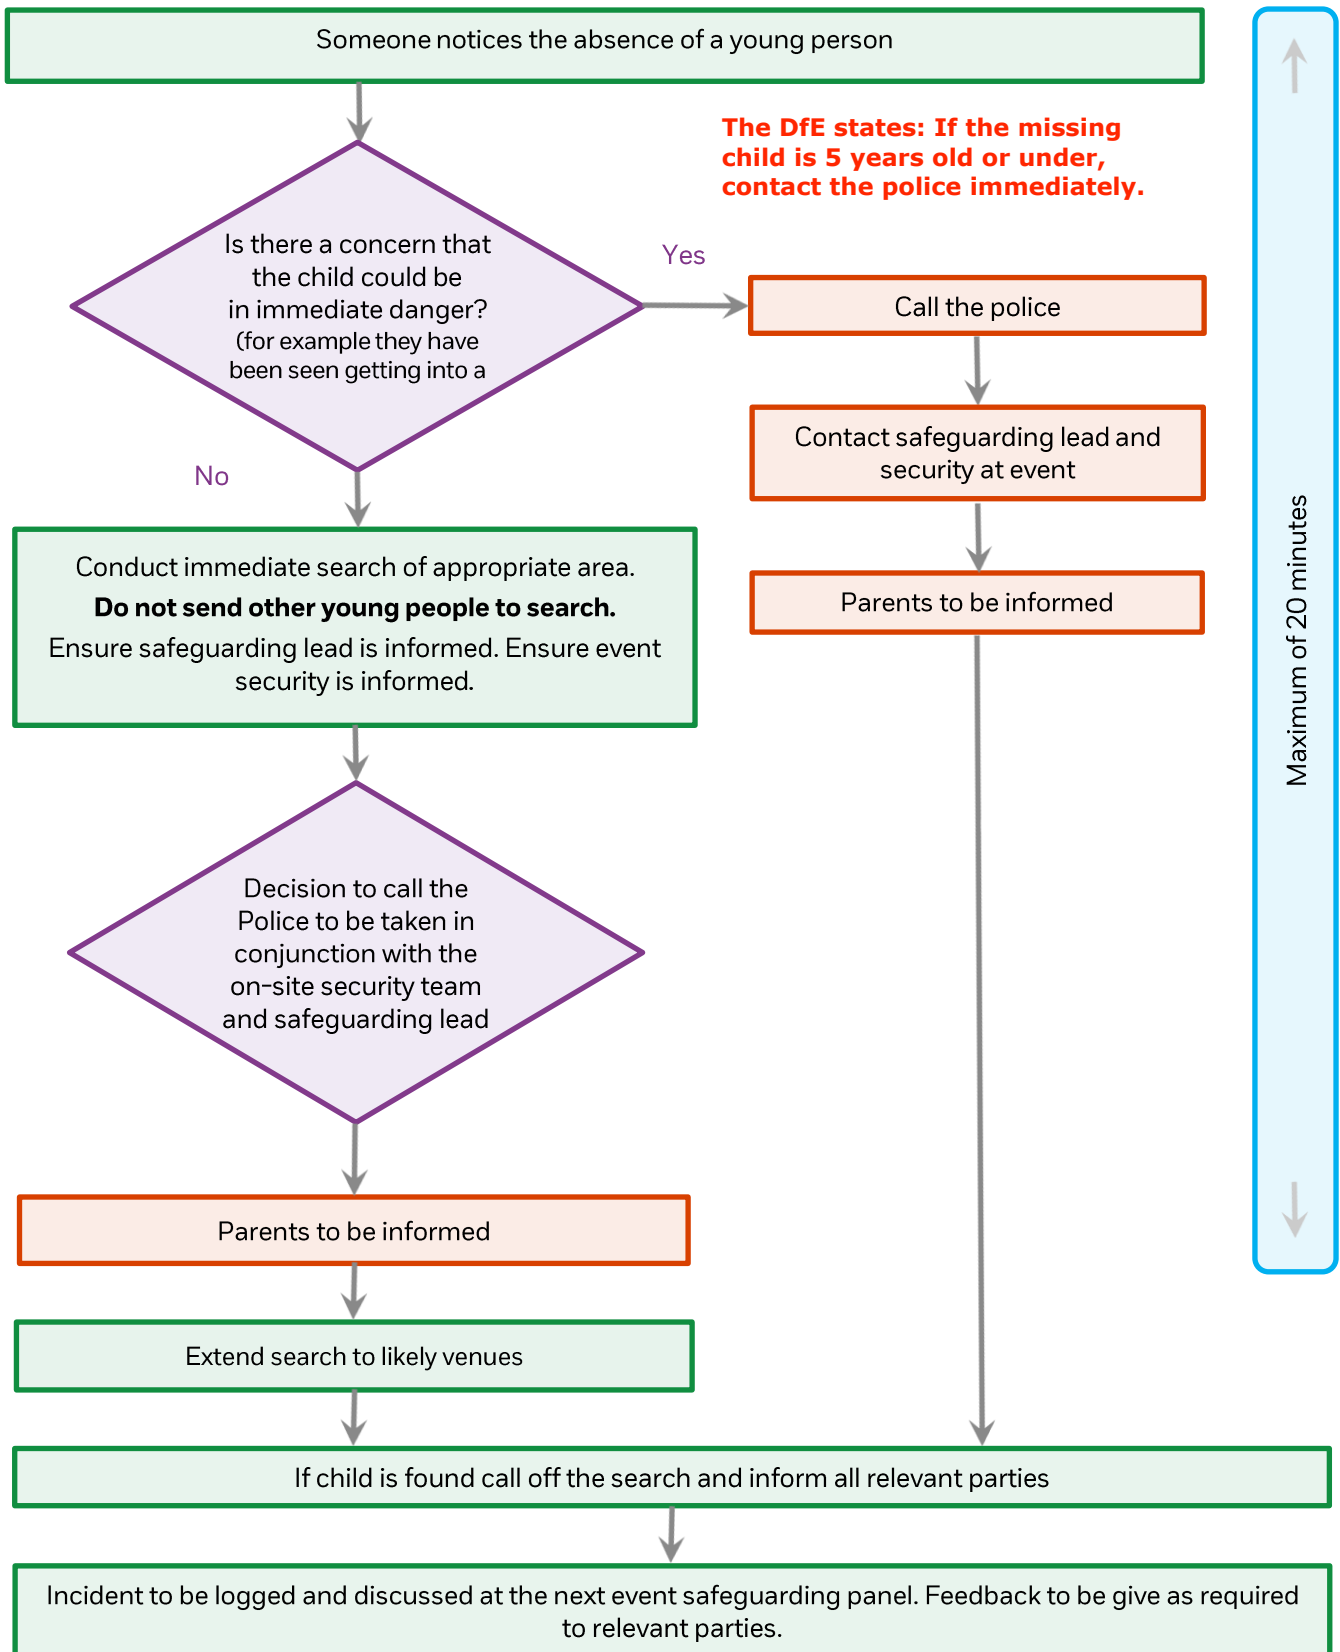 Someone notices the absence of a young person
The DfE states: If the missing
child is 5 years old or under,
contact the police immediately.
Is there a concern that
the child could be
in immediate danger?
(for example they have
been seen getting into a
Yes
Call the police
Contact safeguarding lead and
security at event
No
Conduct immediate search of appropriate area.
Do not send other young people to search.
Ensure safeguarding lead is informed. Ensure event
security is informed.
Parents to be informed
Maximum of 20 minutes
Decision to call the
Police to be taken in
conjunction with the
on-site security team
and safeguarding lead
Parents to be informed
Extend search to likely venues
If child is found call off the search and inform all relevant parties
Incident to be logged and discussed at the next event safeguarding panel. Feedback to be give as required
to relevant parties.